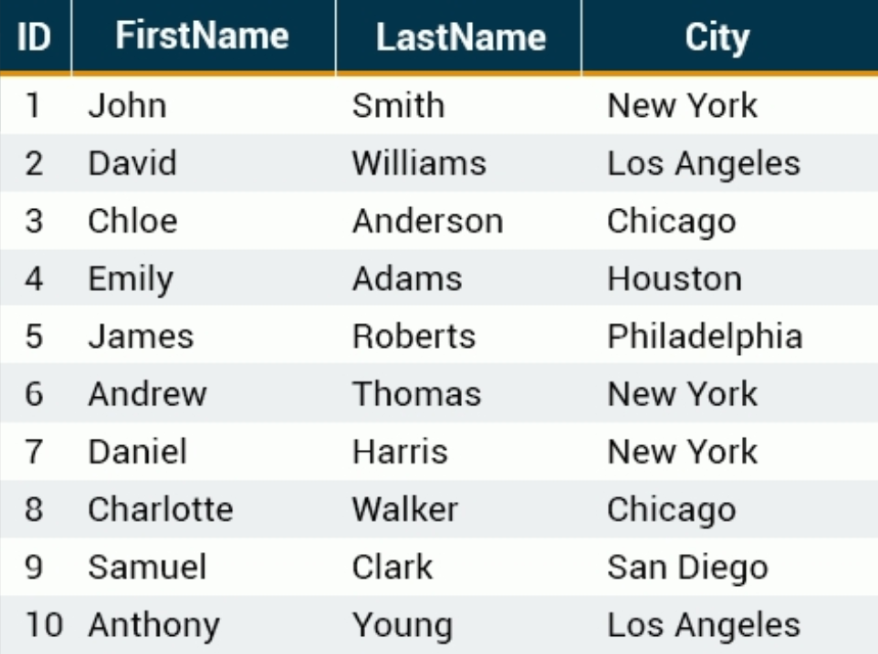 ID FirstName LastName City
1 John Smith New York
2 David Williams Los Angeles
3 Chloe Anderson Chicago
4 Emily Adams Houston
5 James Roberts Philadelphia
6 Andrew Thomas New York
7 Daniel Harris New York
8 Charlotte Walker Chicago
9 Samuel Clark San Diego
10 Anthony Young Los Angeles